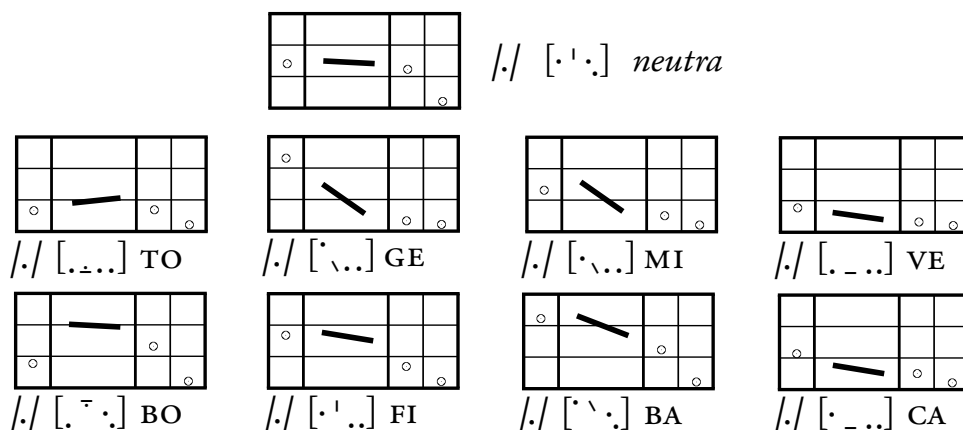 /./ [· ˈ ·.] neutra
/./ [. ∸ . .] TO /./ [˙ ˎ . .] GE /./ [· ˎ . .] MI /./ [. _ . .] VE
/./ [. ∸ · .] BO /./ [· ˈ . .] FI /./ [˙ ˋ · .] BA /./ [· _ . .] CA